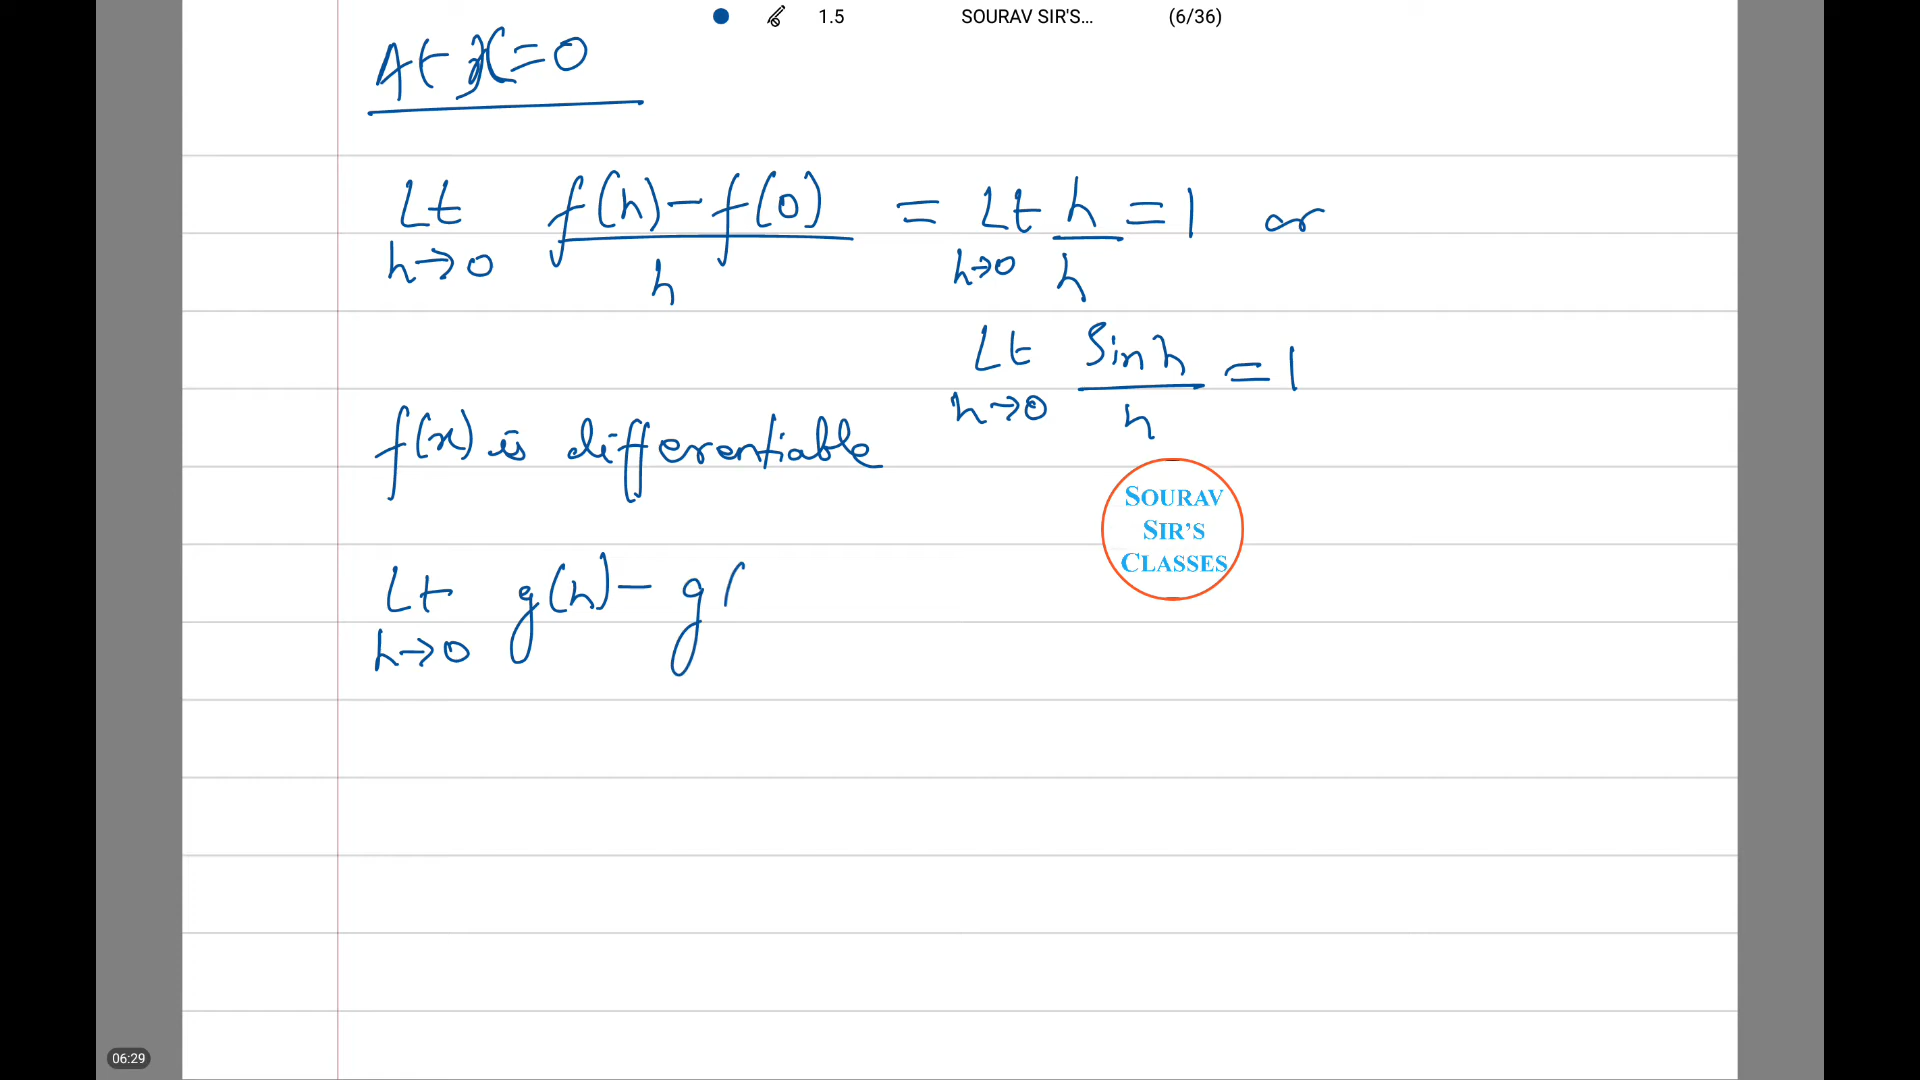 1.5 SOURAV SIR'S... (6/36)
At x=0
Lt h→0 f(h)-f(0) / h = Lt h→0 h/h = 1 or
Lt h→0 Sin h / h = 1
f(x) is differentiable
SOURAV
SIR'S
CLASSES
Lt h→0 g(h) - g(
06:29